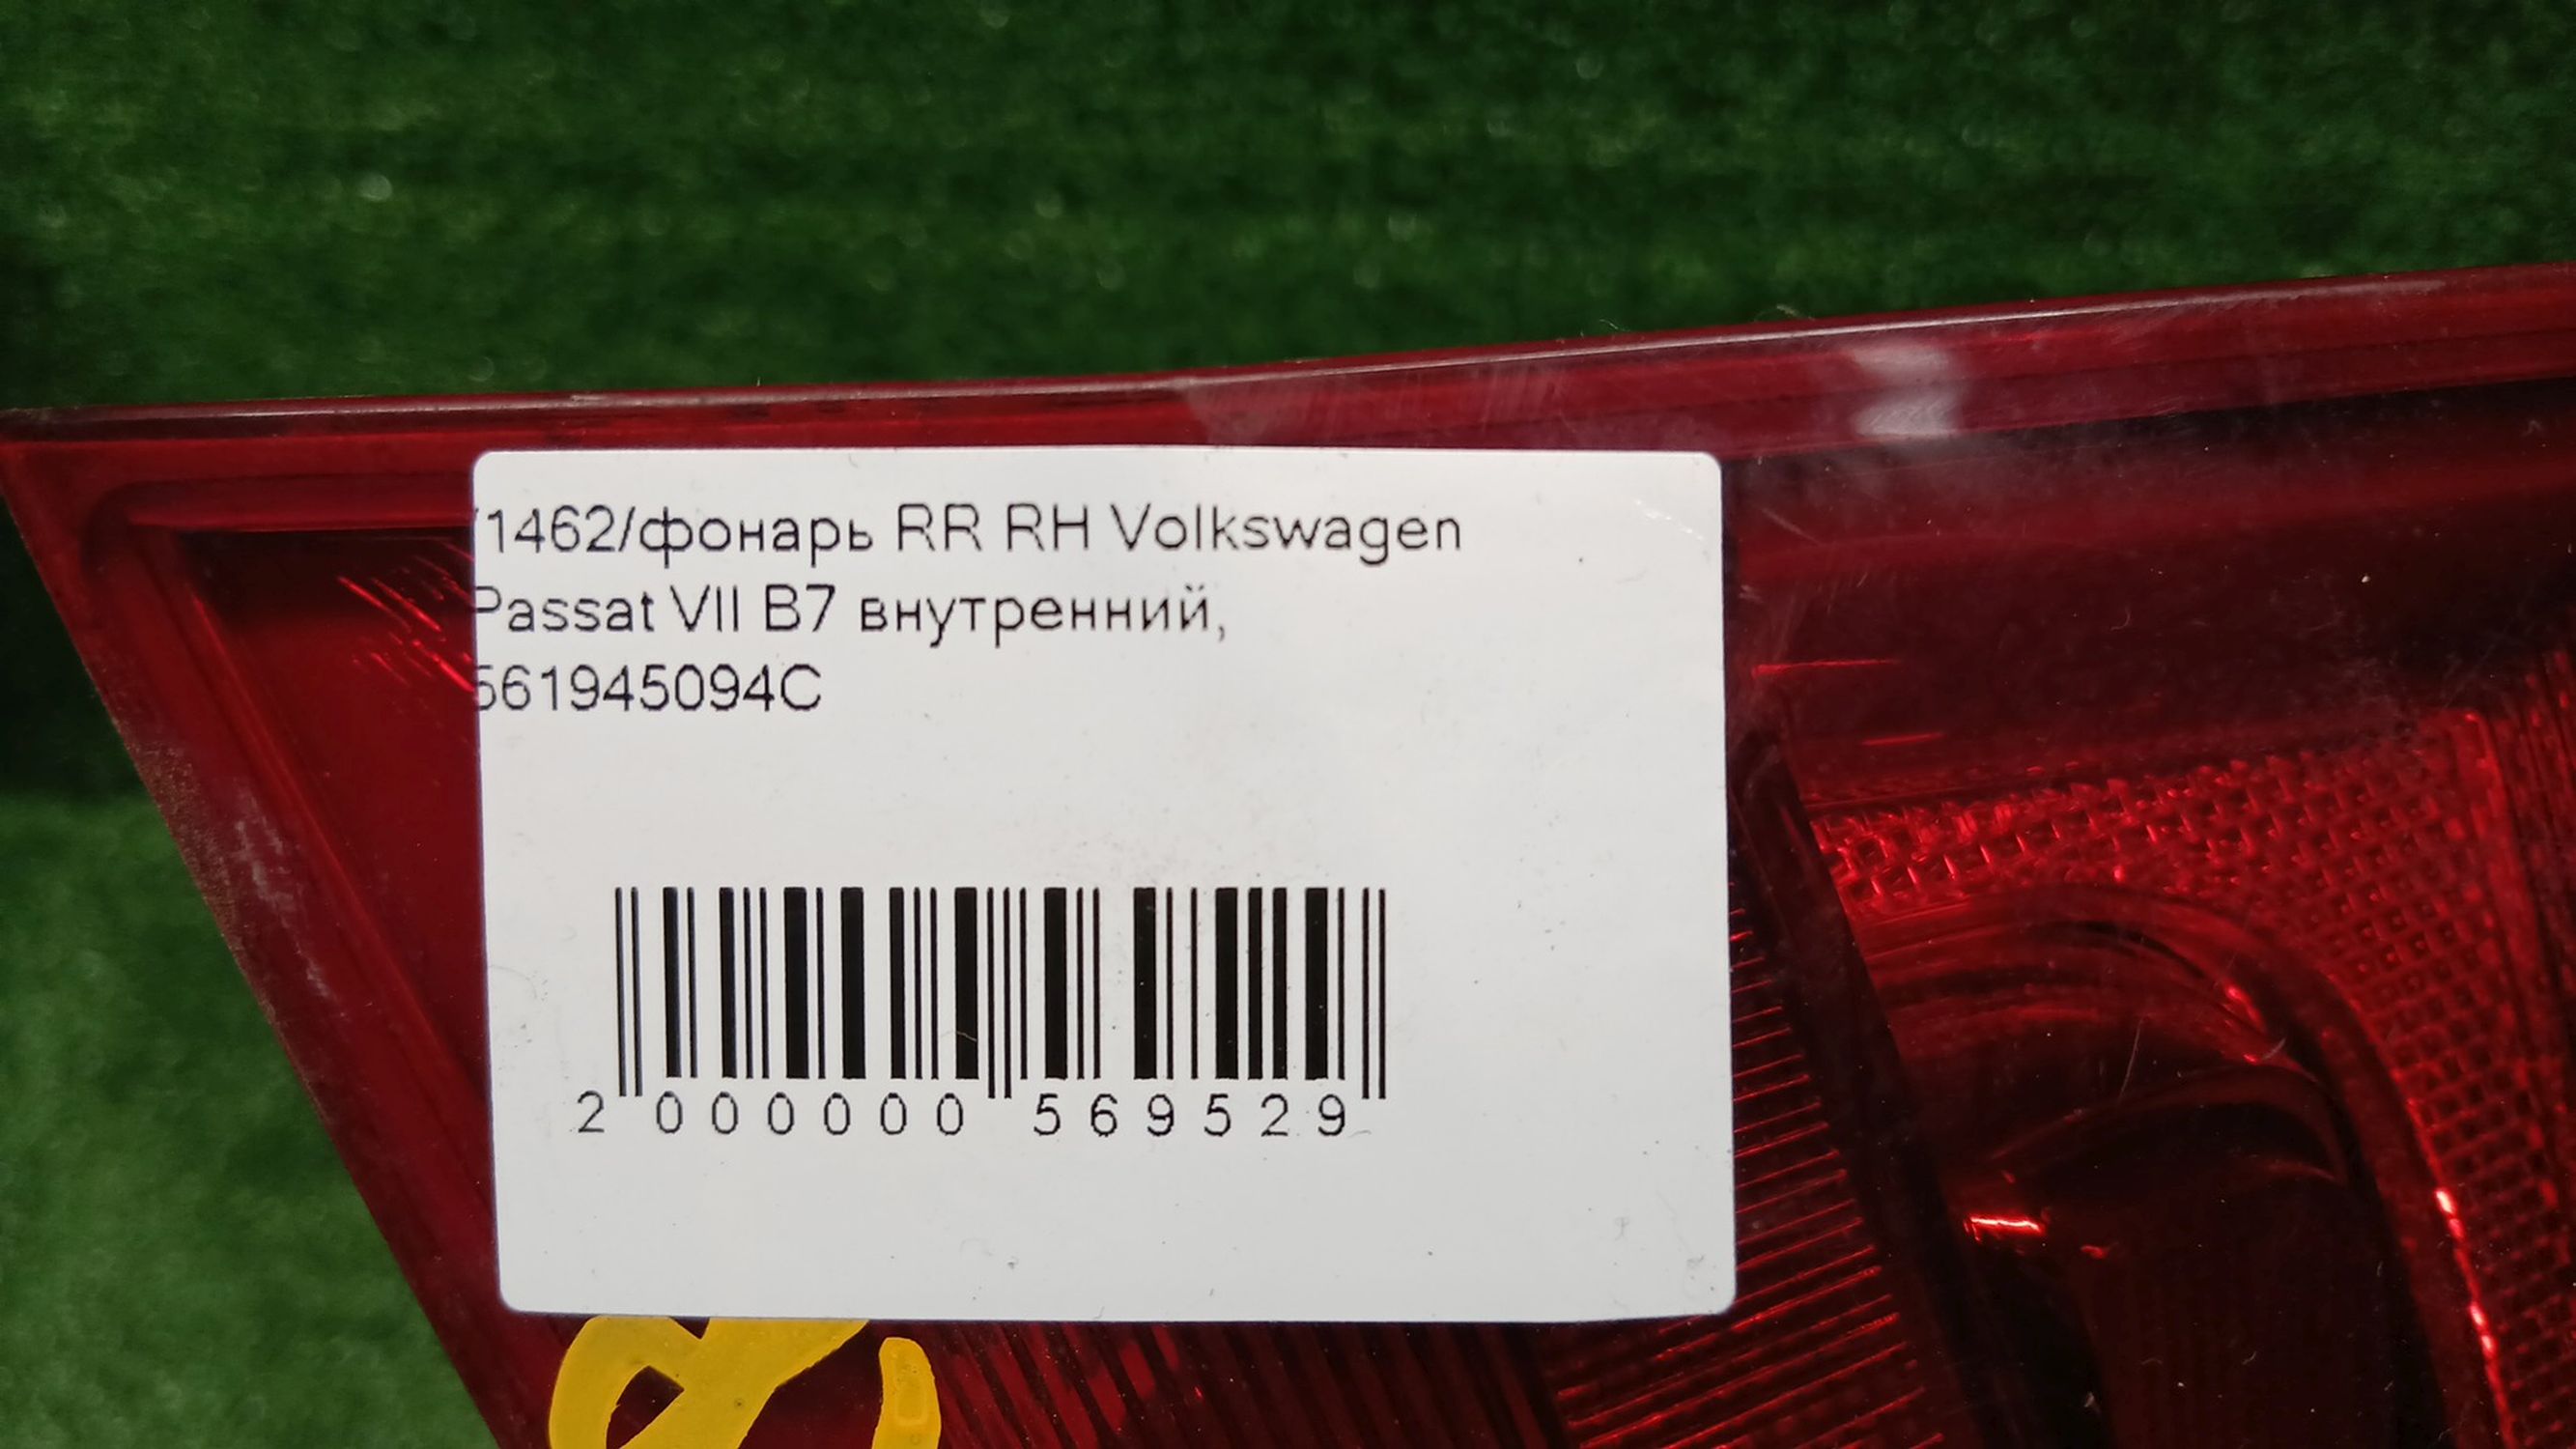 /1462/фонарь RR RH Volkswagen
Passat VII B7 внутренний,
561945094C
2 000000 569529